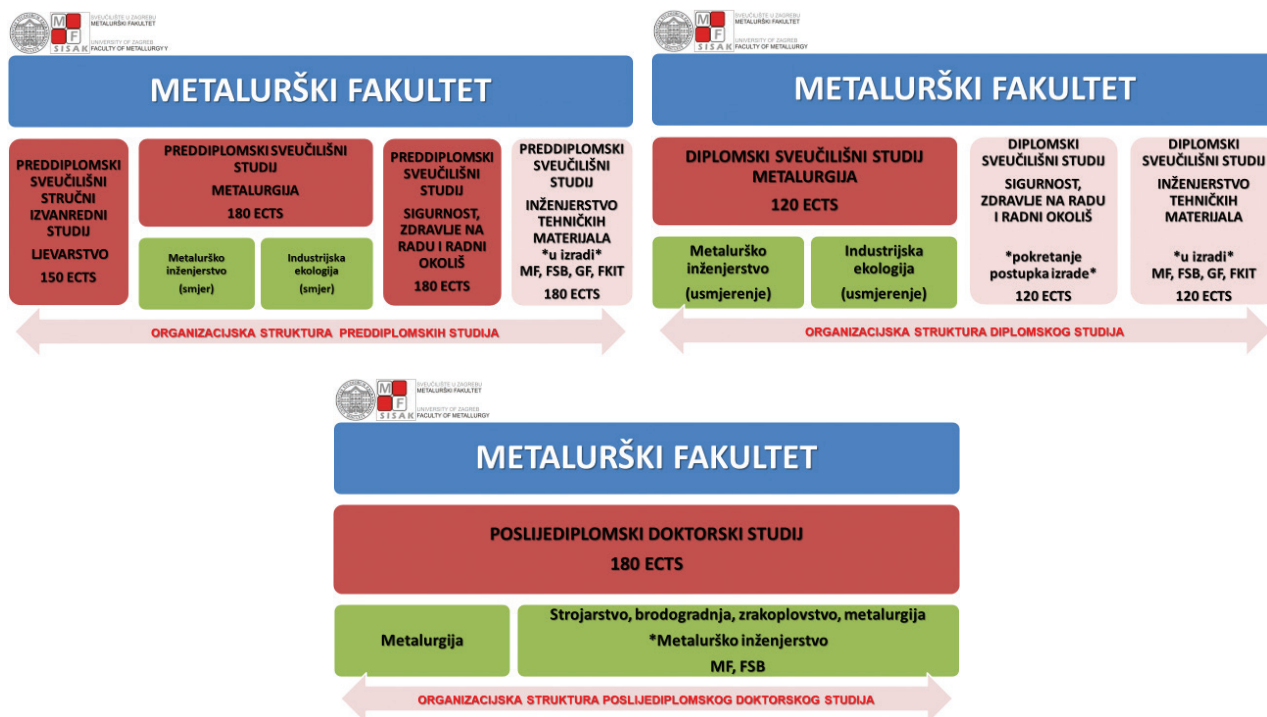 SVEUČILIŠTE U ZAGREBU
METALURŠKI FAKULTET
M
F
SISAK
UNIVERSITY OF ZAGREB
FACULTY OF METALLURGY Y
METALURŠKI FAKULTET
PREDDIPLOMSKI
SVEUČILIŠNI
STRUČNI
IZVANREDNI
STUDIJ
LJEVARSTVO
150 ECTS
PREDDIPLOMSKI SVEUČILIŠNI
STUDIJ
METALURGIJA
180 ECTS
Metalurško
inženjerstvo
(smjer)
Industrijska
ekologija
(smjer)
PREDDIPLOMSKI
SVEUČILIŠNI
STUDIJ
SIGURNOST,
ZDRAVLJE NA
RADU I RADNI
OKOLIŠ
180 ECTS
PREDDIPLOMSKI
SVEUČILIŠNI
STUDIJ
INŽENJERSTVO
TEHNIČKIH
MATERIJALA
*u izradi*
MF, FSB, GF, FKIT
180 ECTS
ORGANIZACIJSKA STRUKTURA PREDDIPLOMSKIH STUDIJA
SVEUČILIŠTE U ZAGREBU
METALURŠKI FAKULTET
M
F
SISAK
UNIVERSITY OF ZAGREB
FACULTY OF METALLURGY
METALURŠKI FAKULTET
DIPLOMSKI SVEUČILIŠNI STUDIJ
METALURGIJA
120 ECTS
Metalurško
inženjerstvo
(usmjerenje)
Industrijska
ekologija
(usmjerenje)
DIPLOMSKI
SVEUČILIŠNI STUDIJ
SIGURNOST,
ZDRAVLJE NA RADU
I RADNI OKOLIŠ
*pokretanje
postupka izrade*
120 ECTS
DIPLOMSKI
SVEUČILIŠNI STUDIJ
INŽENJERSTVO
TEHNIČKIH
MATERIJALA
*u izradi*
MF, FSB, GF, FKIT
120 ECTS
ORGANIZACIJSKA STRUKTURA DIPLOMSKOG STUDIJA
SVEUČILIŠTE U ZAGREBU
METALURŠKI FAKULTET
M
F
SISAK
UNIVERSITY OF ZAGREB
FACULTY OF METALLURGY
METALURŠKI FAKULTET
POSLIJEDIPLOMSKI DOKTORSKI STUDIJ
180 ECTS
Metalurgija
Strojarstvo, brodogradnja, zrakoplovstvo, metalurgija
*Metalurško inženjerstvo
MF, FSB
ORGANIZACIJSKA STRUKTURA POSLIJEDIPLOMSKOG DOKTORSKOG STUDIJA